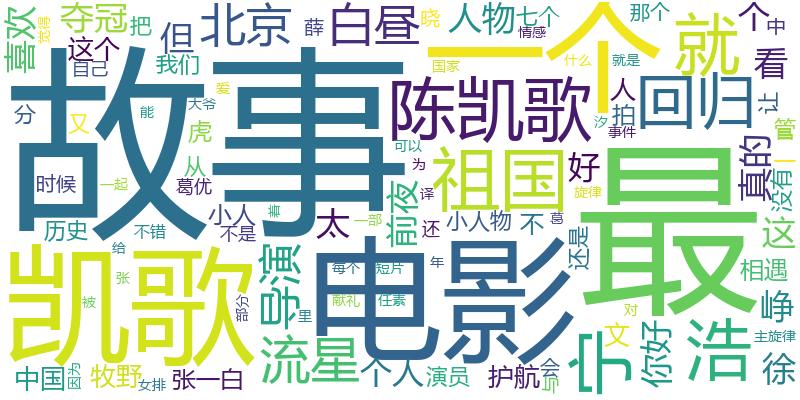 喜欢
觉得
夺冠
把
但
北京
薛
白昼
晓
人物
七个
情感
那个
个
中
这个
自己
我们
大爷
爱
国家
一个
什么
就是
就
看
故事
陈凯歌
人
拍
回归
让
分
又
能
虎
从
可以
汐
事件
真的
管
时候
一起
葛优
为
译
祖国
好
旋律
没有
一
最
历史
不错
小人
不是
着
太
一部
前夜
还
小人物
不
葛
还是
这
相遇
凯歌
给
张
被
导演
部分
里
电影
每个
短片
年
献礼
任素
对
文
宁
浩
你好
峥
主旋律
徐
中国
因为
牧野
女排
张一白
流星
个人
演员
护航
会
与